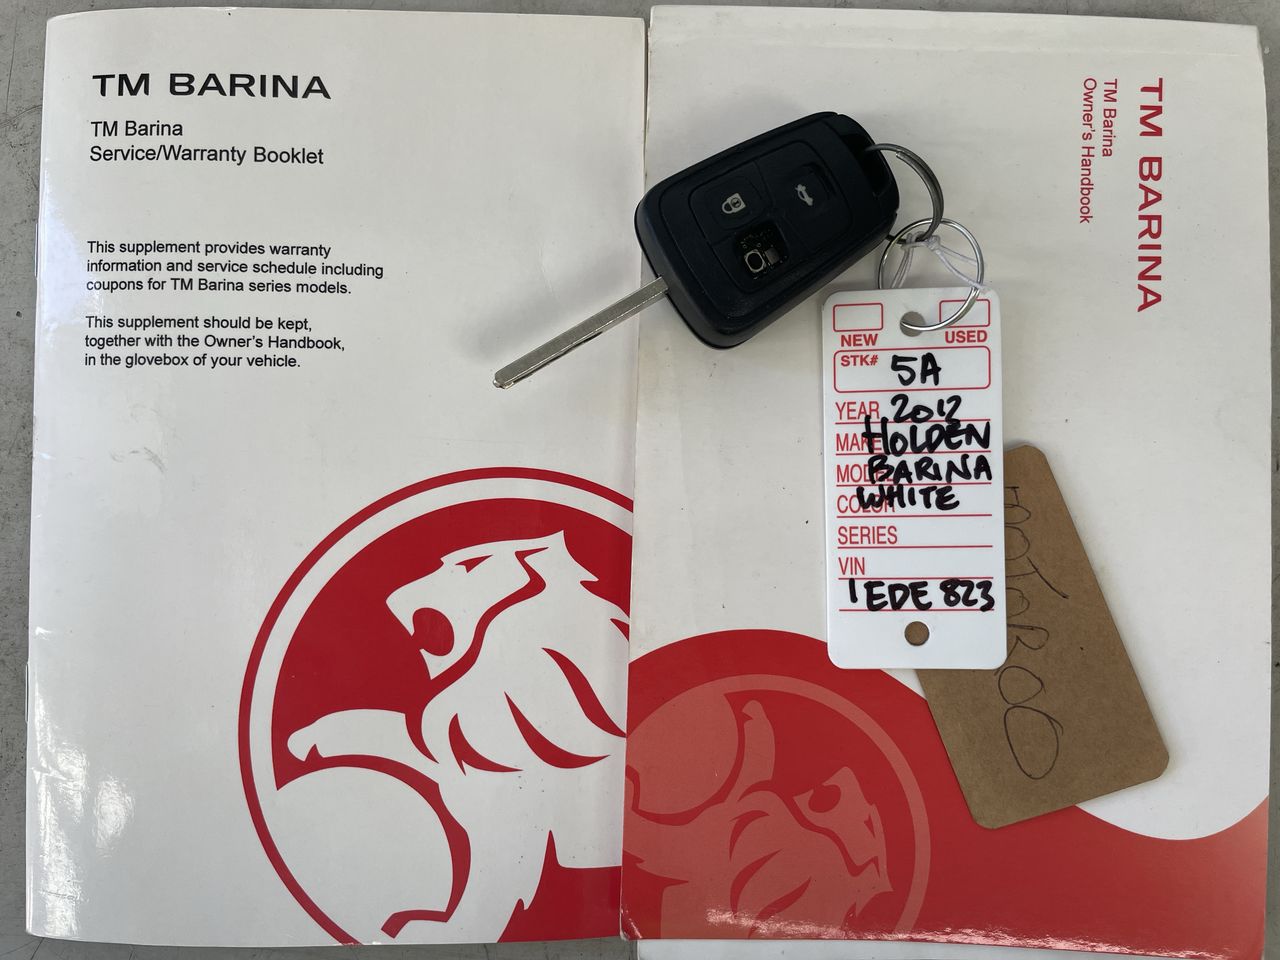 TM BARINA
TM Barina
Service/Warranty Booklet
This supplement provides warranty
information and service schedule including
coupons for TM Barina series models.
This supplement should be kept,
together with the Owner's Handbook,
in the glovebox of your vehicle.
TM BARINA
TM Barina
Owner's Handbook
NEW USED
STK# 5A
YEAR 2012
MAKE HOLDEN
MODEL BARINA
COLOR WHITE
SERIES
VIN
1EDE 823